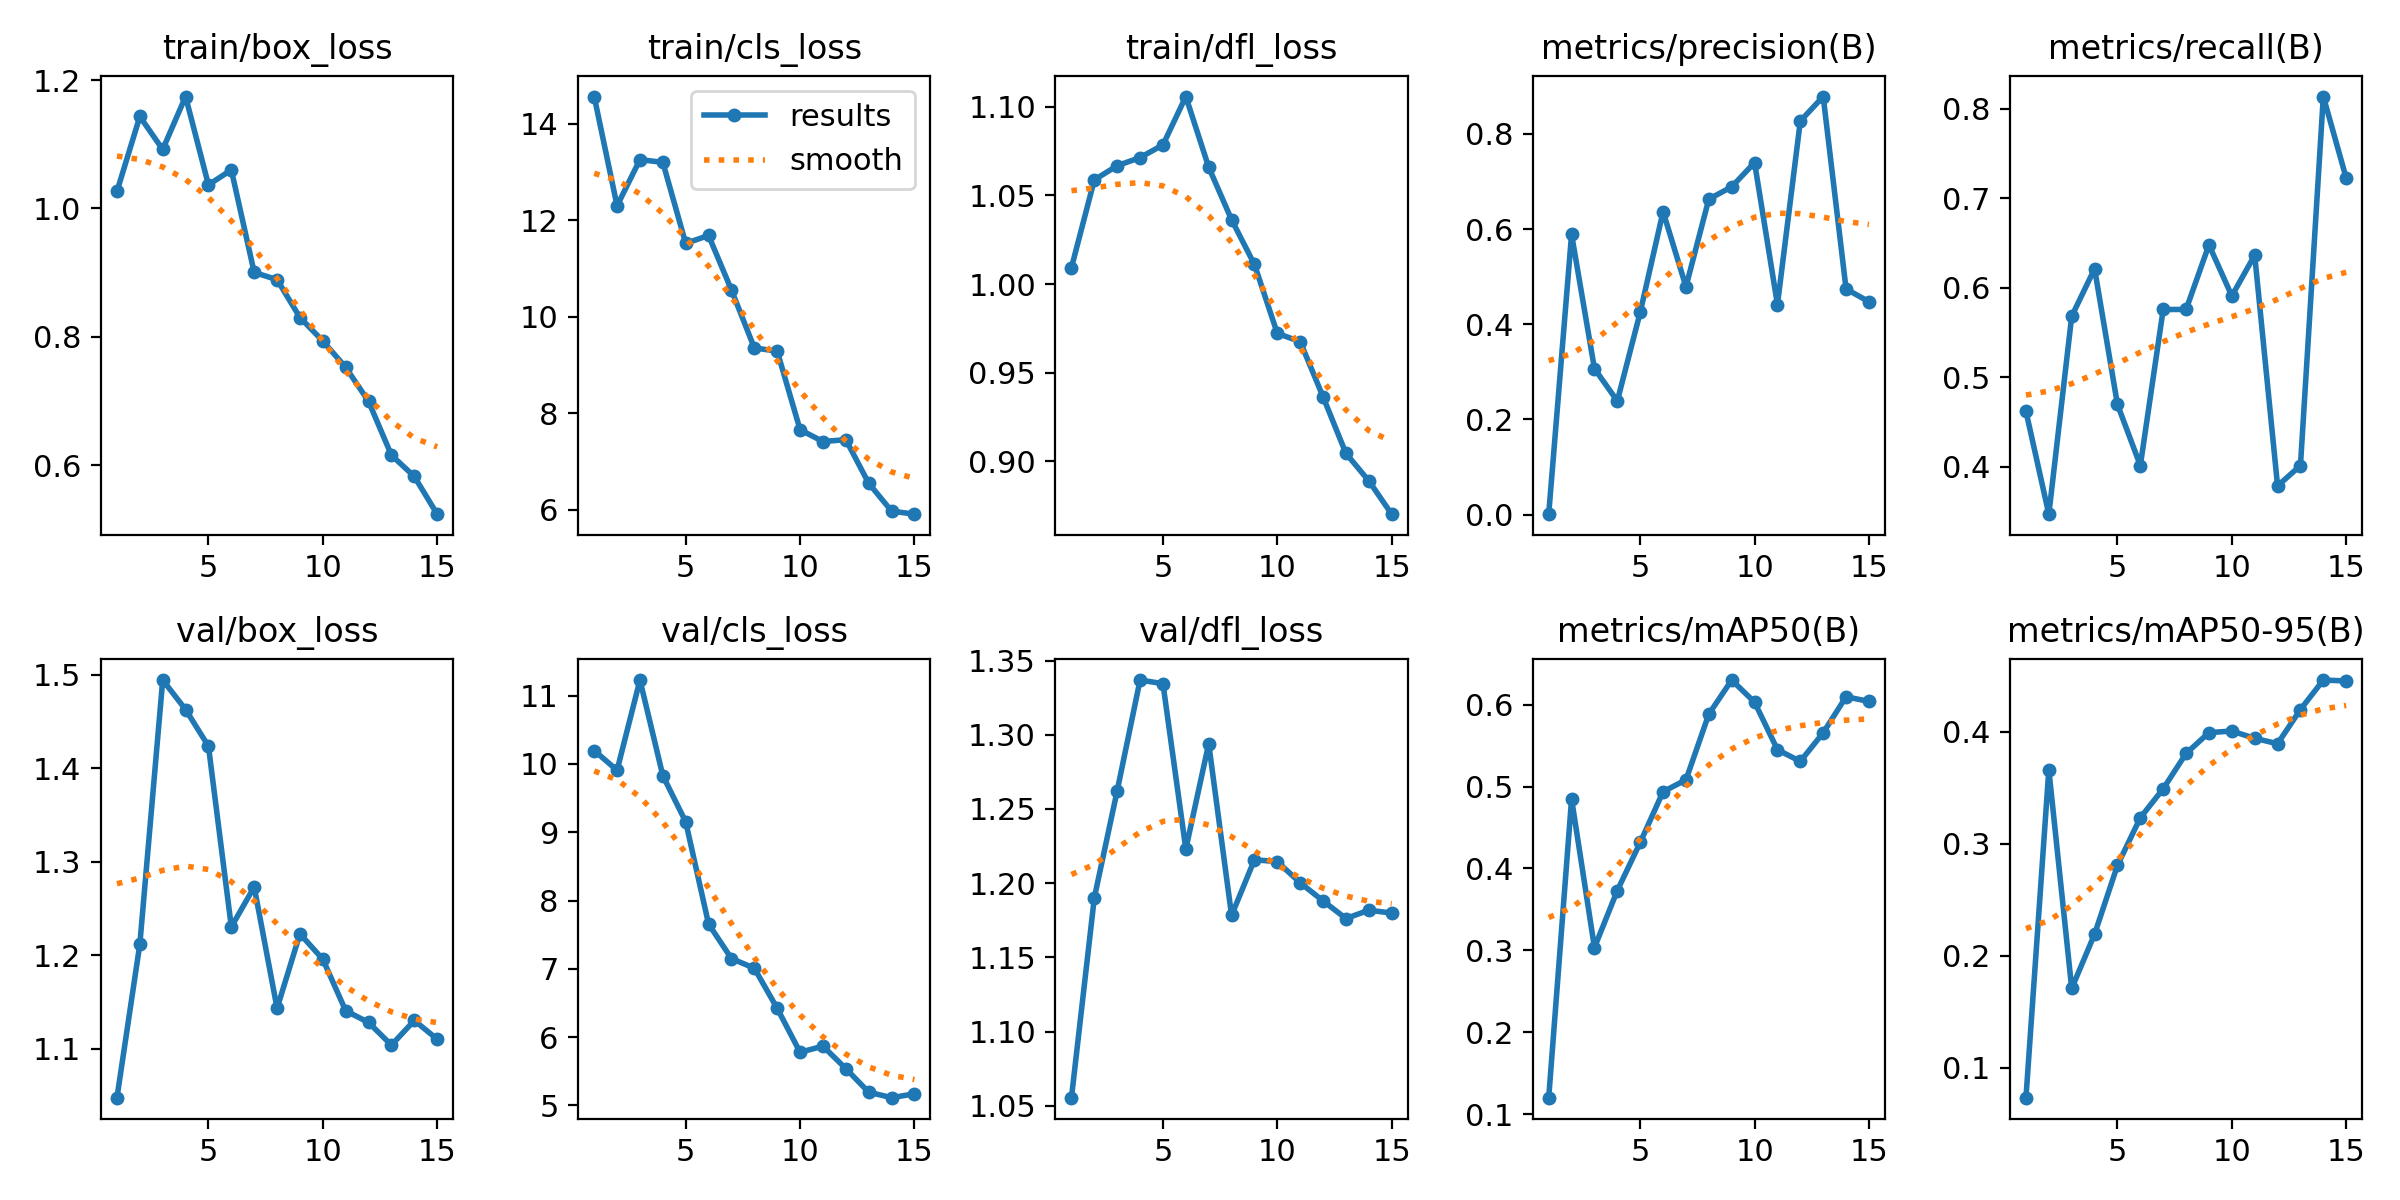 train/box_loss
1.2
1.0
0.8
0.6
5 10 15
train/cls_loss
results
smooth
14
12
10
8
6
5 10 15
train/dfl_loss
1.10
1.05
1.00
0.95
0.90
5 10 15
metrics/precision(B)
0.8
0.6
0.4
0.2
0.0
5 10 15
metrics/recall(B)
0.8
0.7
0.6
0.5
0.4
5 10 15
val/box_loss
1.5
1.4
1.3
1.2
1.1
5 10 15
val/cls_loss
11
10
9
8
7
6
5
5 10 15
val/dfl_loss
1.35
1.30
1.25
1.20
1.15
1.10
1.05
5 10 15
metrics/mAP50(B)
0.6
0.5
0.4
0.3
0.2
0.1
5 10 15
metrics/mAP50-95(B)
0.4
0.3
0.2
0.1
5 10 15